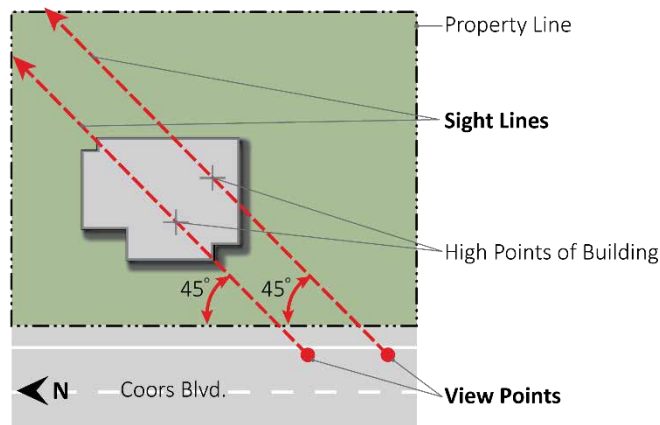 Property Line
Sight Lines
High Points of Building
45° 45°
N Coors Blvd.
View Points